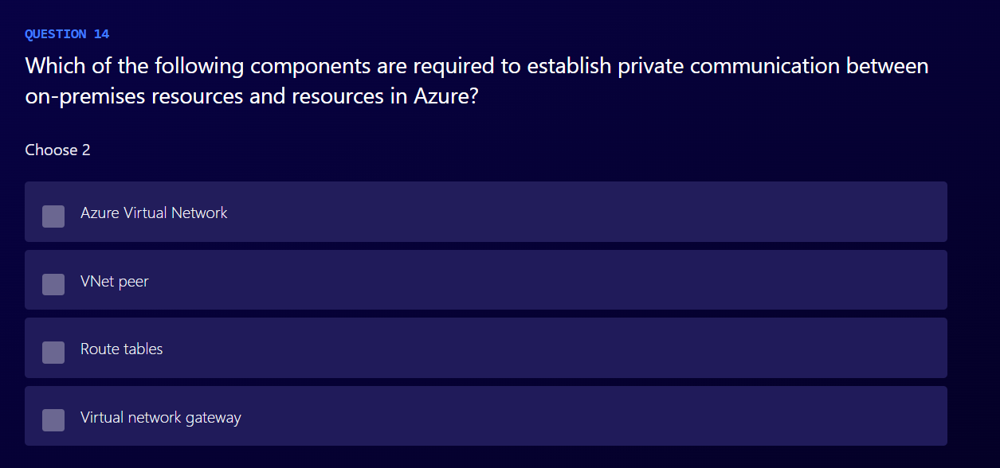 QUESTION 14
Which of the following components are required to establish private communication between
on-premises resources and resources in Azure?
Choose 2
Azure Virtual Network
VNet peer
Route tables
Virtual network gateway